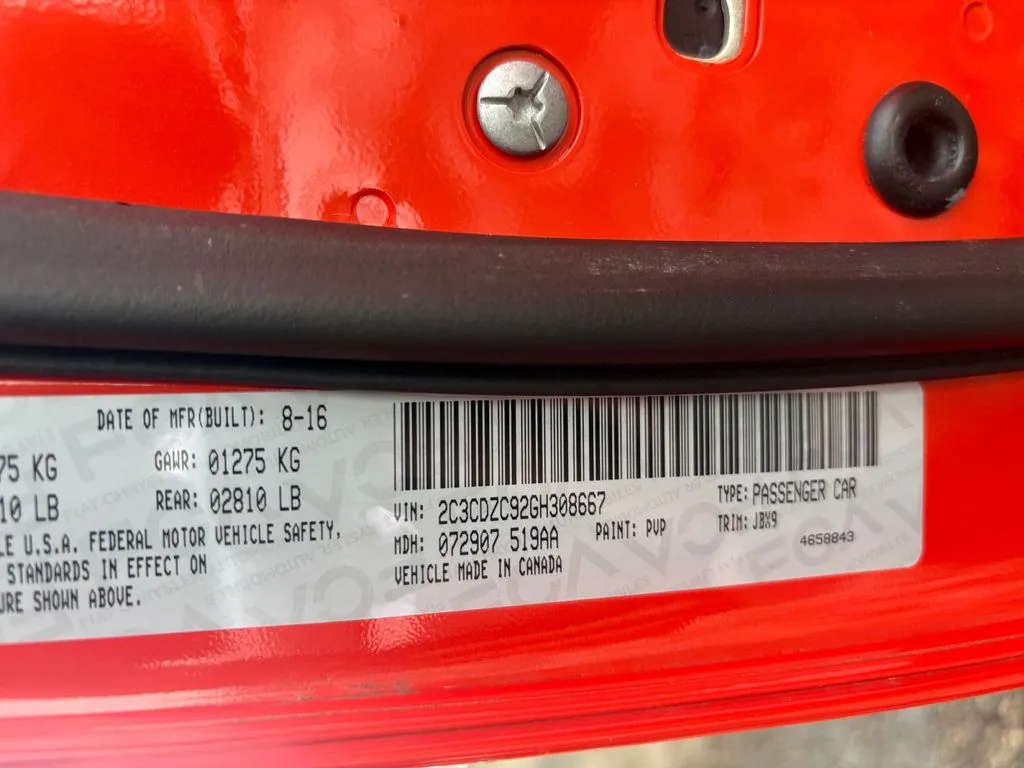 DATE OF MFR(BUILT): 8-16
75 KG GAWR: 01275 KG
10 LB REAR: 02810 LB
LE U.S.A. FEDERAL MOTOR VEHICLE SAFETY,
STANDARDS IN EFFECT ON
URE SHOWN ABOVE.
VIN: 2C3CDZC92GH308667 TYPE: PASSENGER CAR
MDH: 072907 519AA PAINT: PVP TRIM: JBX9
VEHICLE MADE IN CANADA 4658843